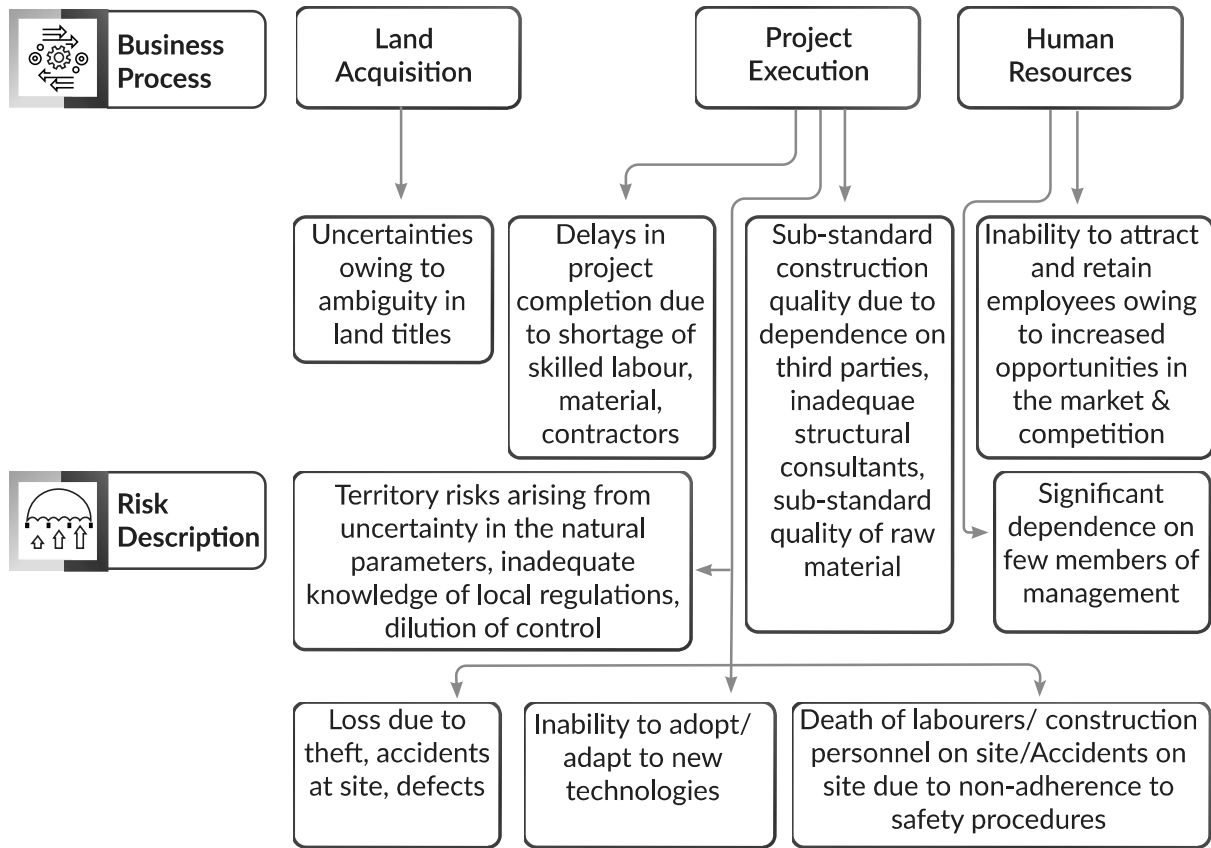 Business
Process
Land
Acquisition
Project
Execution
Human
Resources
Uncertainties
owing to
ambiguity in
land titles
Delays in
project
completion due
to shortage of
skilled labour,
material,
contractors
Sub-standard
construction
quality due to
dependence on
third parties,
inadequae
structural
consultants,
sub-standard
quality of raw
material
Inability to attract
and retain
employees owing
to increased
opportunities in
the market &
competition
Risk
Description
Territory risks arising from
uncertainty in the natural
parameters, inadequate
knowledge of local regulations,
dilution of control
Significant
dependence on
few members of
management
Loss due to
theft, accidents
at site, defects
Inability to adopt/
adapt to new
technologies
Death of labourers/ construction
personnel on site/Accidents on
site due to non-adherence to
safety procedures